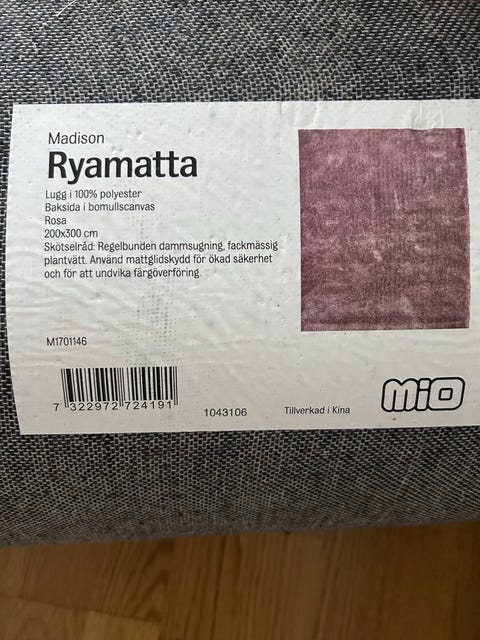 Madison
Ryamatta
Lugg i 100% polyester
Baksida i bomullscanvas
Rosa
200x300 cm
Skötselråd: Regelbunden dammsugning, fackmässig
plantvätt. Använd mattglidskydd för ökad säkerhet
och för att undvika färgöverföring.
M1701146
7 322972 724191
1043106
Tillverkad i Kina
MiO